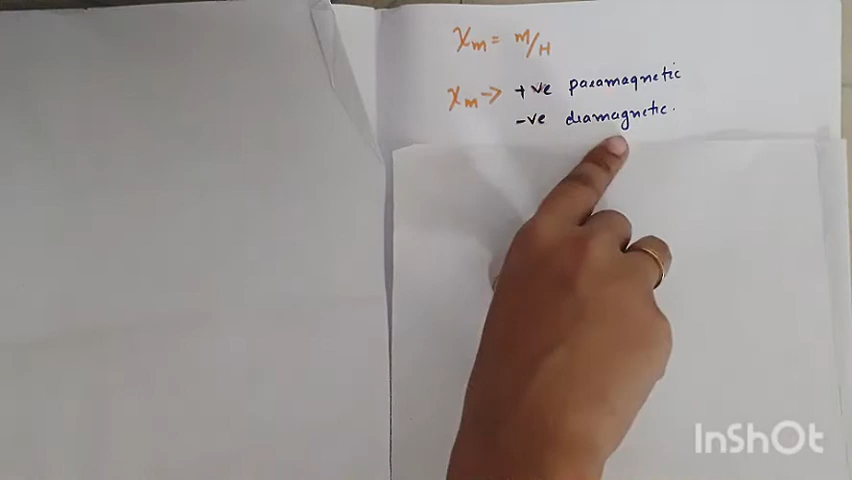 χm = m/H
χm → +ve paramagnetic
-ve diamagnetic.
InShOt